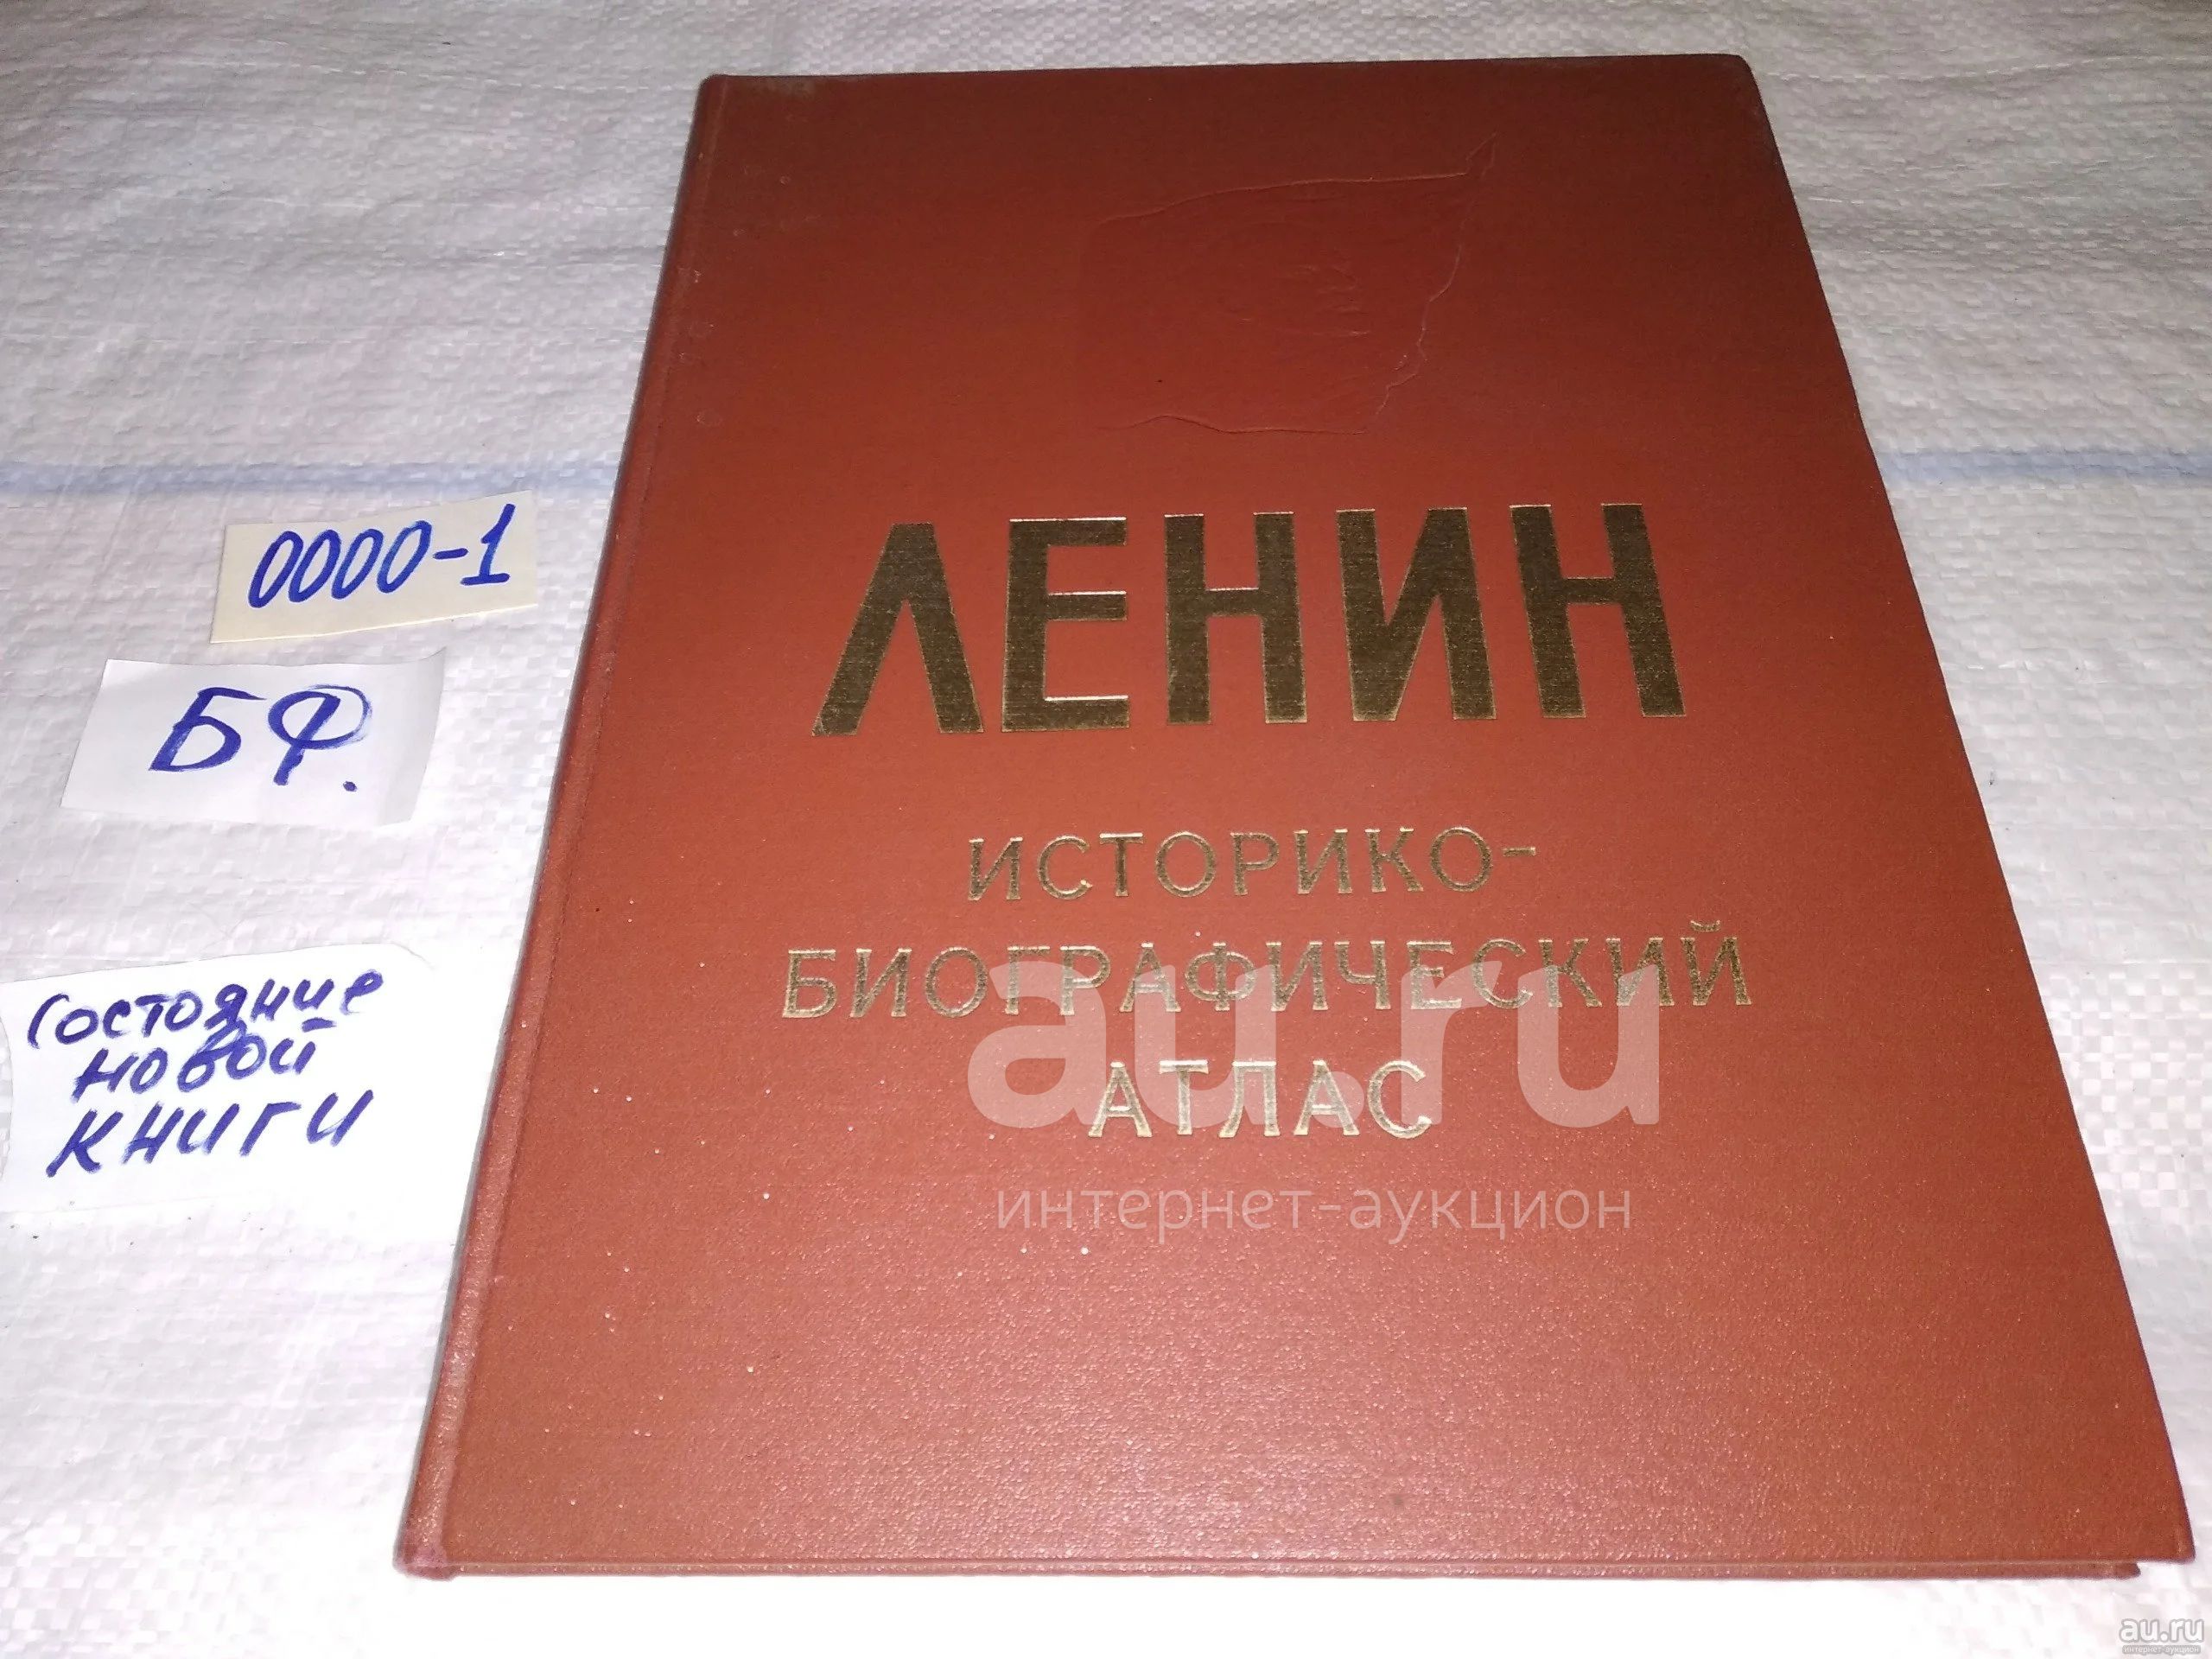 0000-1
БФ.
Состояние
новой
книги
ЛЕНИН
ИСТОРИКО-
БИОГРАФИЧЕСКИЙ
АТЛАС
au.ru
интернет-аукцион
au.ru
интернет-аукцион